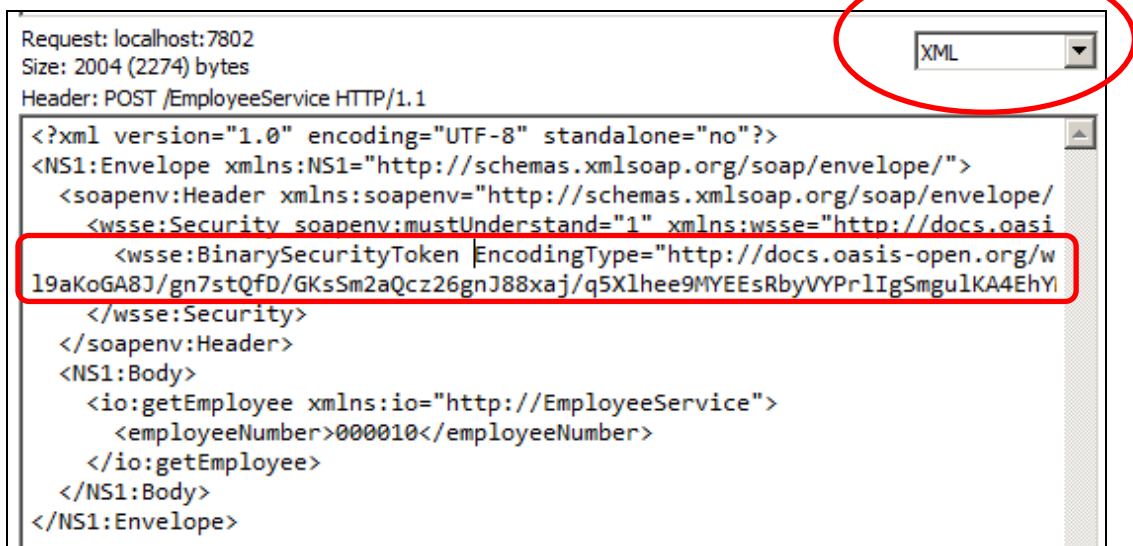 Request: localhost:7802
Size: 2004 (2274) bytes
Header: POST /EmployeeService HTTP/1.1
XML
<?xml version="1.0" encoding="UTF-8" standalone="no"?>
<NS1:Envelope xmlns:NS1="http://schemas.xmlsoap.org/soap/envelope/">
<soapenv:Header xmlns:soapenv="http://schemas.xmlsoap.org/soap/envelope/
<wsse:Security soapenv:mustUnderstand="1" xmlns:wsse="http://docs.oasi
<wsse:BinarySecurityToken EncodingType="http://docs.oasis-open.org/w
l9aKoGA8J/gn7stQfD/GKsSm2aQcz26gnJ88xaj/q5Xlhee9MYEEsRbyVYPrlIgSmgulKA4EhY
</wsse:Security>
</soapenv:Header>
<NS1:Body>
<io:getEmployee xmlns:io="http://EmployeeService">
<employeeNumber>000010</employeeNumber>
</io:getEmployee>
</NS1:Body>
</NS1:Envelope>